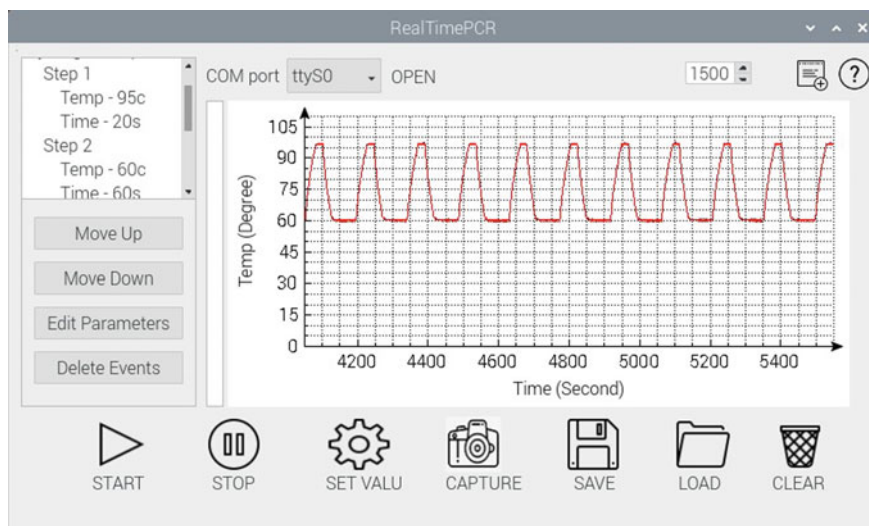 RealTimePCR
Step 1
Temp - 95c
Time - 20s
Step 2
Temp - 60c
Time - 60s
Move Up
Move Down
Edit Parameters
Delete Events
COM port ttyS0 OPEN 1500 ?
Temp (Degree)
105
90
75
60
45
30
15
0
4200 4400 4600 4800 5000 5200 5400
Time (Second)
START STOP SET VALU CAPTURE SAVE LOAD CLEAR